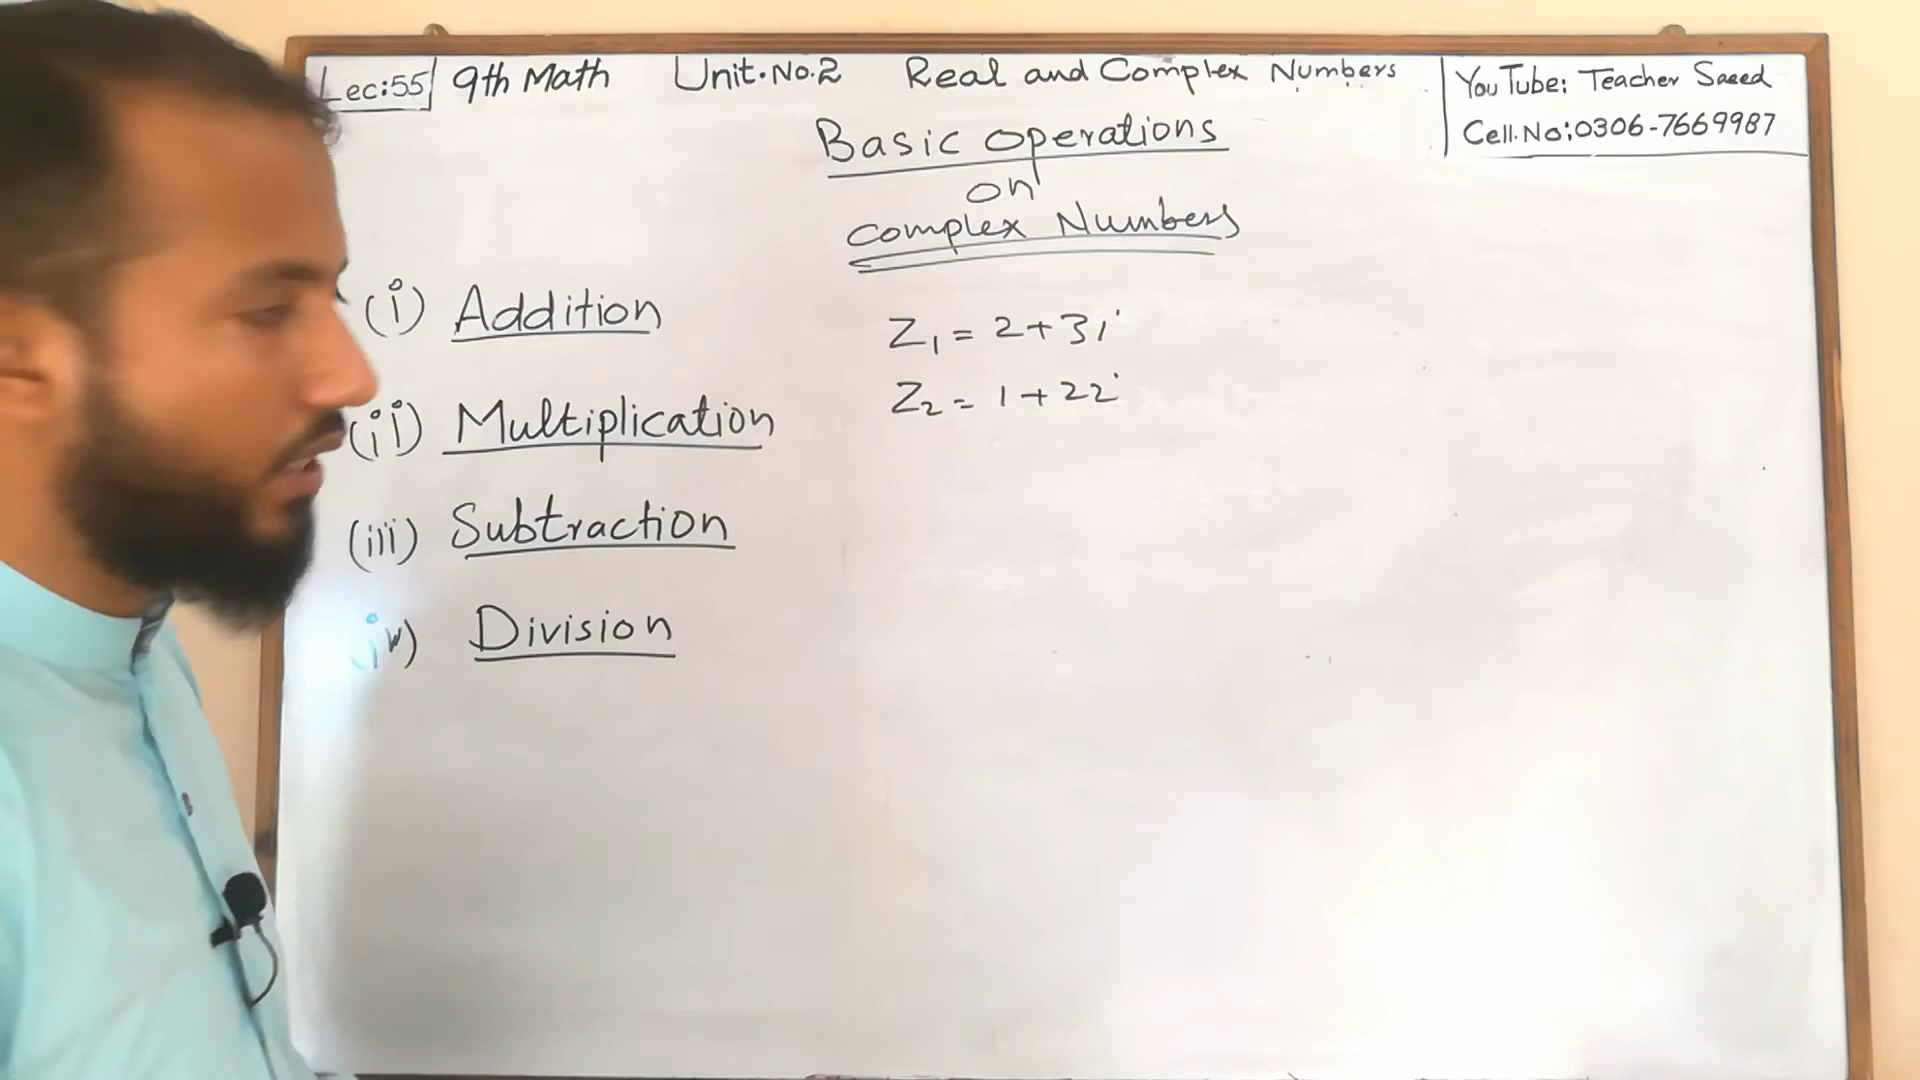 Lec:55 9th Math Unit.No.2 Real and Complex Numbers
YouTube: Teacher Saeed
Cell.No:0306-7669987
Basic operations
on
complex Numbers
(i) Addition
(ii) Multiplication
(iii) Subtraction
iv) Division
Z₁ = 2+3i
Z₂ = 1+2i